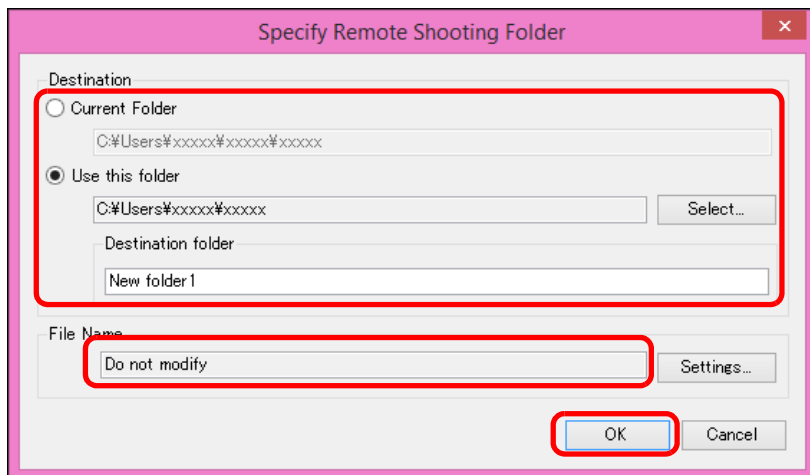 Specify Remote Shooting Folder
Destination
Current Folder
C:¥Users¥xxxxx¥xxxxx¥xxxxx
Use this folder
C:¥Users¥xxxxx¥xxxxx
Select...
Destination folder
New folder1
File Name
Do not modify
Settings...
OK
Cancel